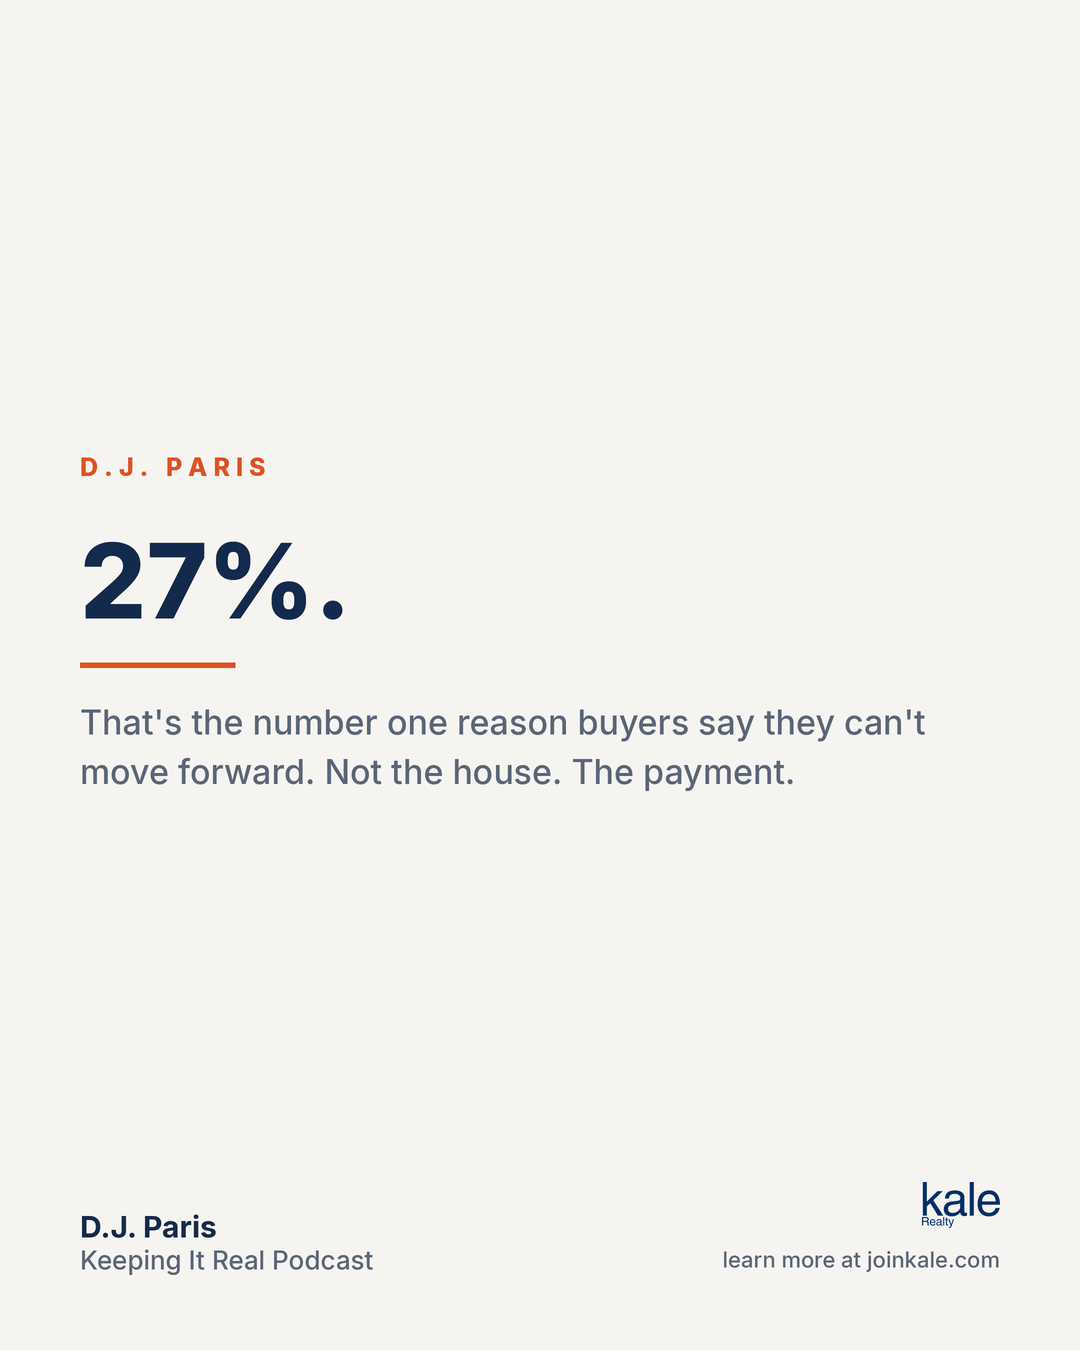 D.J. PARIS
27%.
That's the number one reason buyers say they can't
move forward. Not the house. The payment.
D.J. Paris
Keeping It Real Podcast
kale
Realty
learn more at joinkale.com